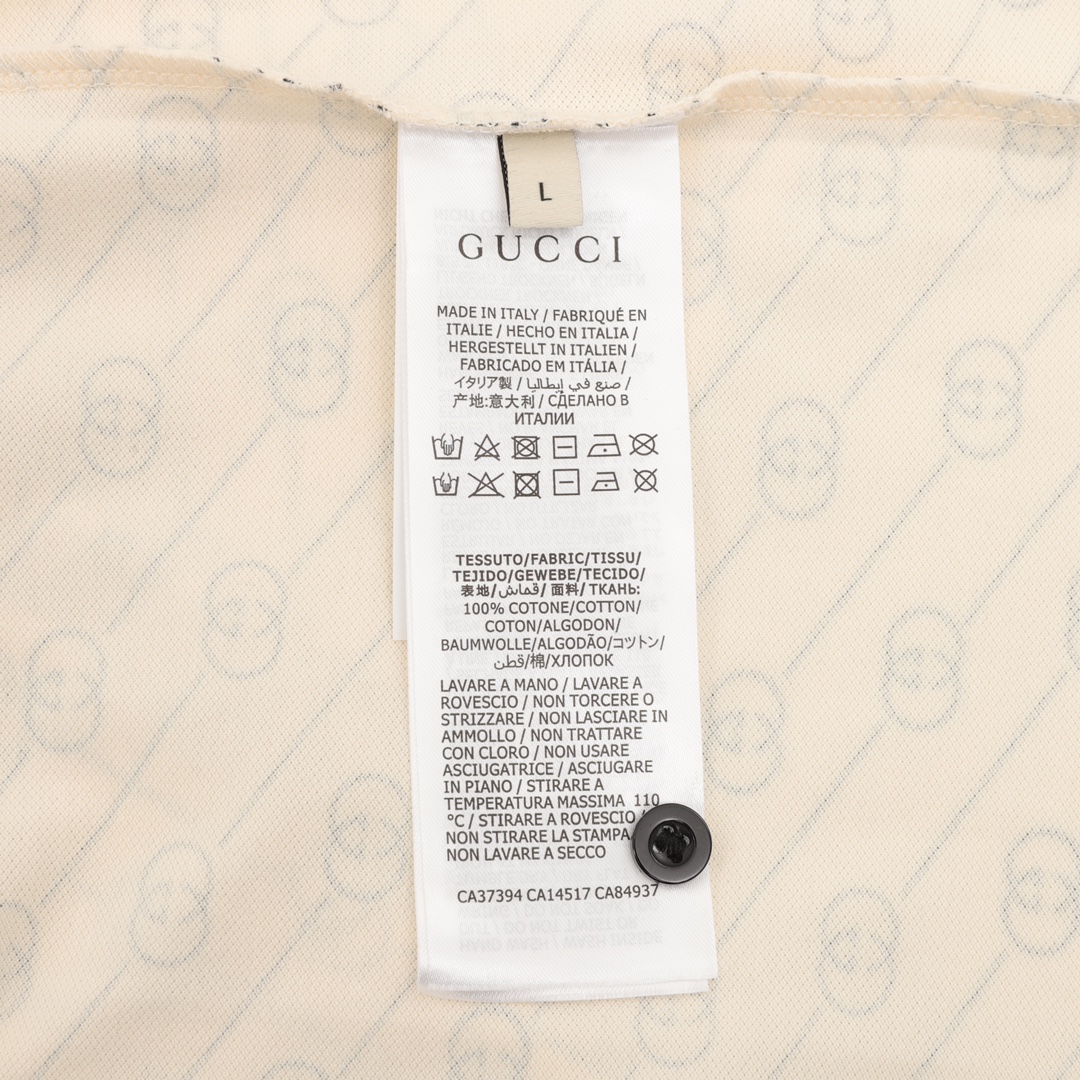 L
GUCCI
MADE IN ITALY / FABRIQUÉ EN
ITALIE / HECHO EN ITALIA /
HERGESTELLT IN ITALIEN /
FABRICADO EM ITÁLIA /
イタリア製 / صنع في إيطاليا /
产地:意大利 / СДЕЛАНО В
ИТАЛИИ
TESSUTO/FABRIC/TISSU/
TEJIDO/GEWEBE/TECIDO/
表地/قماش/ 面料/ ТКАНЬ:
100% COTONE/COTTON/
COTON/ALGODON/
BAUMWOLLE/ALGODÃO/コットン/
قطن/棉/ХЛОПОК
LAVARE A MANO / LAVARE A
ROVESCIO / NON TORCERE O
STRIZZARE / NON LASCIARE IN
AMMOLLO / NON TRATTARE
CON CLORO / NON USARE
ASCIUGATRICE / ASCIUGARE
IN PIANO / STIRARE A
TEMPERATURA MASSIMA 110
°C / STIRARE A ROVESCIO /
NON STIRARE LA STAMPA
NON LAVARE A SECCO
CA37394 CA14517 CA84937